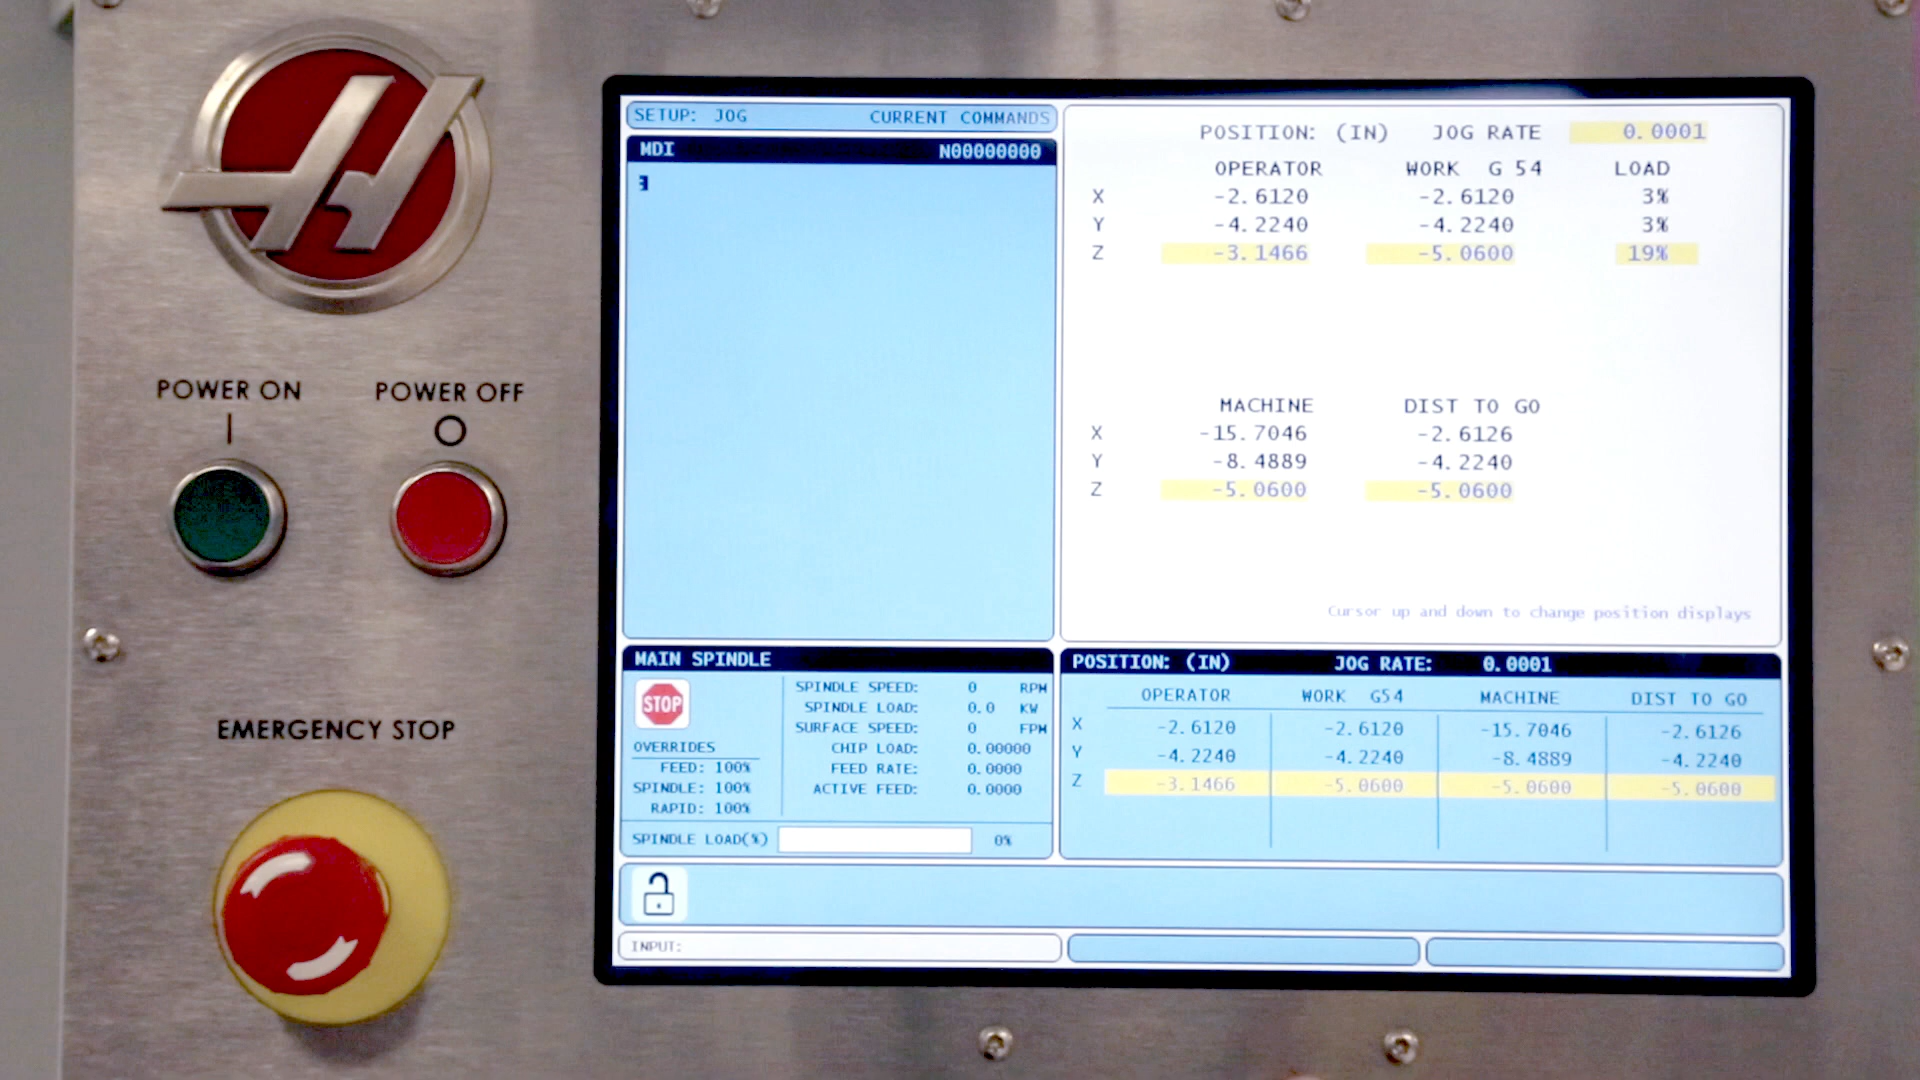 POWER ON
POWER OFF
EMERGENCY STOP
SETUP: JOG CURRENT COMMANDS
MDI N00000000
POSITION: (IN) JOG RATE 0.0001
OPERATOR WORK G 54 LOAD
X -2.6120 -2.6120 3%
Y -4.2240 -4.2240 3%
Z -3.1466 -5.0600 19%
MACHINE DIST TO GO
X -15.7046 -2.6126
Y -8.4889 -4.2240
Z -5.0600 -5.0600
Cursor up and down to change position displays
MAIN SPINDLE
STOP
SPINDLE SPEED: 0 RPM
SPINDLE LOAD: 0.0 KW
SURFACE SPEED: 0 FPM
CHIP LOAD: 0.00000
FEED RATE: 0.0000
ACTIVE FEED: 0.0000
OVERRIDES
FEED: 100%
SPINDLE: 100%
RAPID: 100%
SPINDLE LOAD(%) 0%
POSITION: (IN) JOG RATE: 0.0001
OPERATOR WORK G54 MACHINE DIST TO GO
X -2.6120 -2.6120 -15.7046 -2.6126
Y -4.2240 -4.2240 -8.4889 -4.2240
Z -3.1466 -5.0600 -5.0600 -5.0600
INPUT: